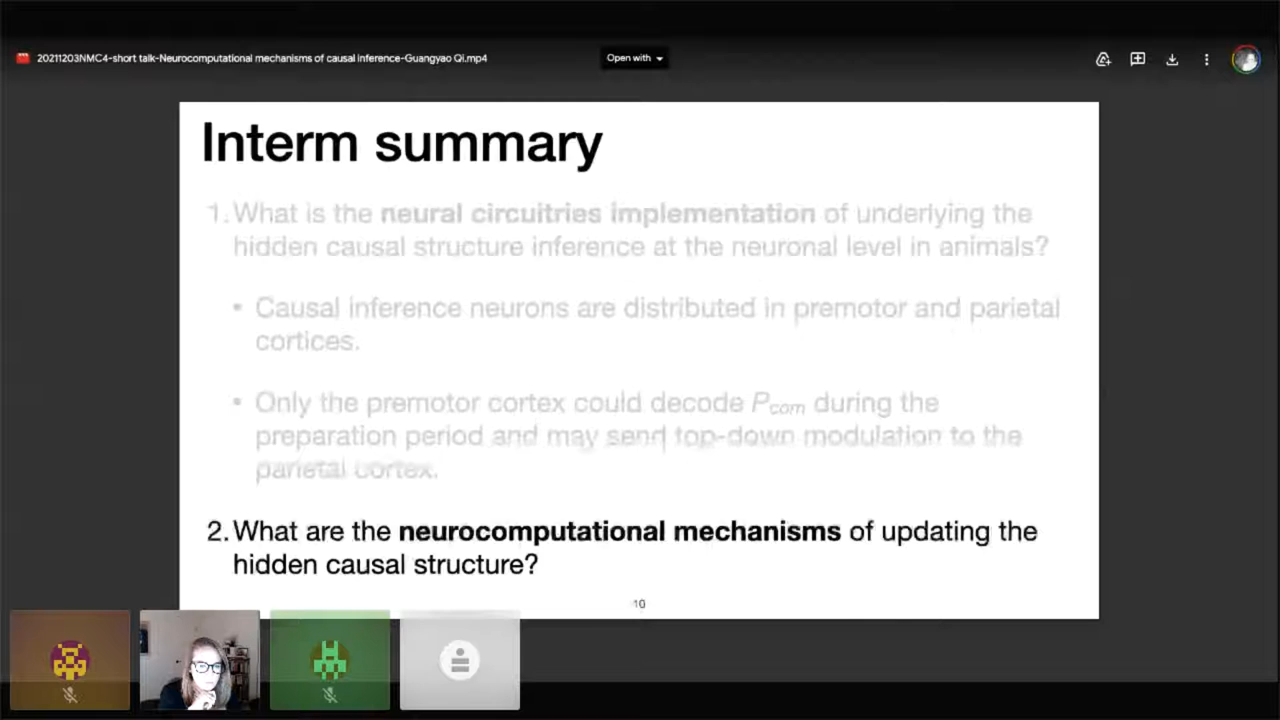 20211203NMC4-short talk-Neurocomputational mechanisms of causal inference-Guangyao Qi.mp4
Open with
Interm summary
1. What is the neural circuitries implementation of underlying the
hidden causal structure inference at the neuronal level in animals?
• Causal inference neurons are distributed in premotor and parietal
cortices.
• Only the premotor cortex could decode Pcom during the
preparation period and may send top-down modulation to the
parietal cortex.
2. What are the neurocomputational mechanisms of updating the
hidden causal structure?
10